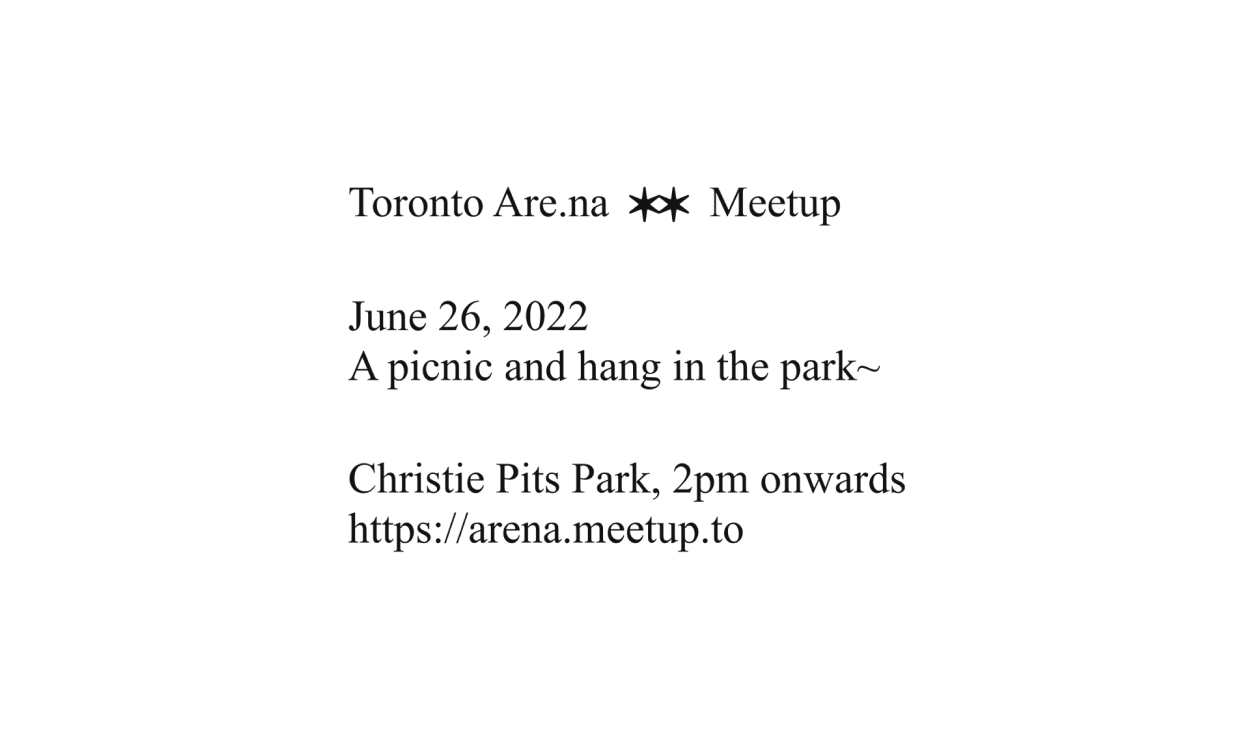 Toronto Are.na ✶✶ Meetup
June 26, 2022
A picnic and hang in the park~
Christie Pits Park, 2pm onwards
https://arena.meetup.to